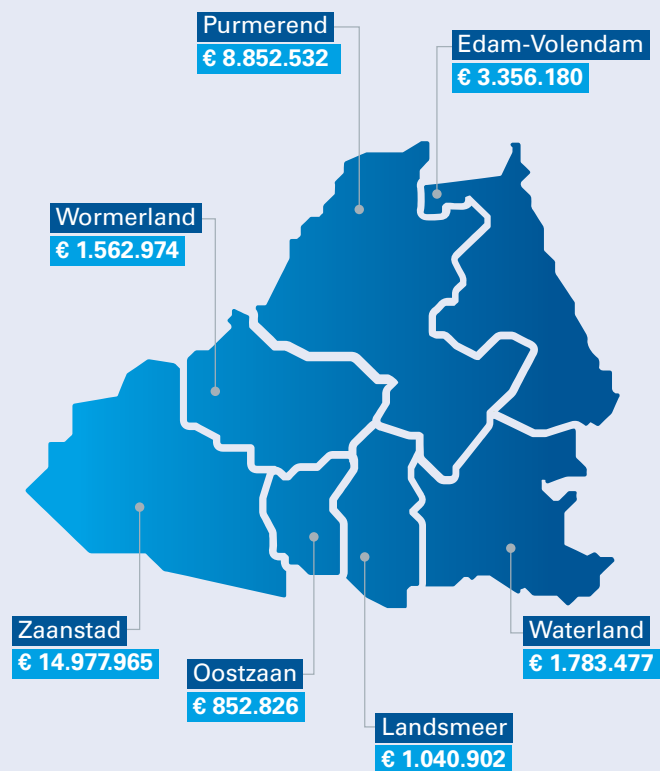 Purmerend
€ 8.852.532
Edam-Volendam
€ 3.356.180
Wormerland
€ 1.562.974
Zaanstad
€ 14.977.965
Oostzaan
€ 852.826
Landsmeer
€ 1.040.902
Waterland
€ 1.783.477